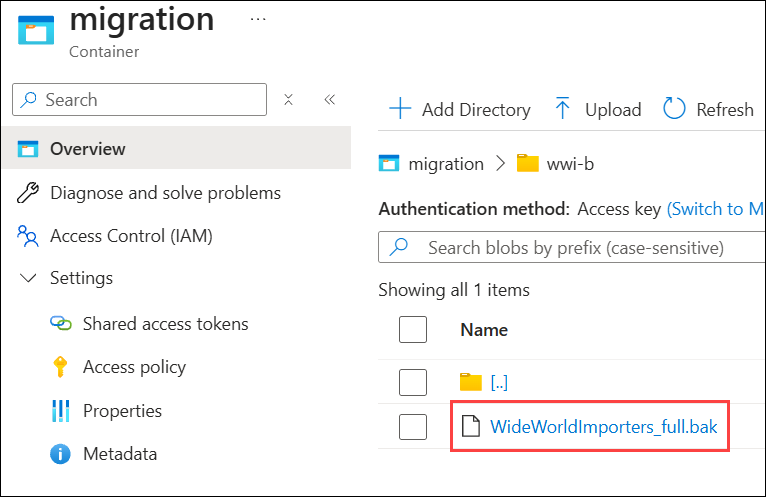 migration ...
Container
Search
Overview
Diagnose and solve problems
Access Control (IAM)
Settings
Shared access tokens
Access policy
Properties
Metadata
Add Directory Upload Refresh
migration > wwi-b
Authentication method: Access key (Switch to M
Search blobs by prefix (case-sensitive)
Showing all 1 items
Name
[..]
WideWorldImporters_full.bak